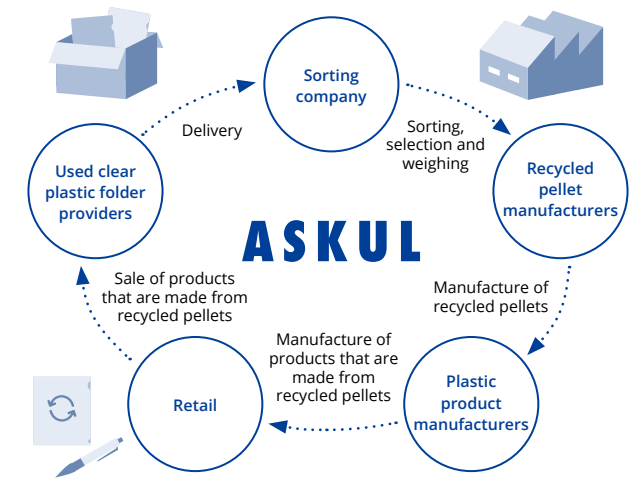 Sorting
company
Delivery
Sorting,
selection and
weighing
Used clear
plastic folder
providers
Recycled
pellet
manufacturers
ASKUL
Sale of products
that are made from
recycled pellets
Manufacture of
recycled pellets
Manufacture of
products that are
made from
recycled pellets
Retail
Plastic
product
manufacturers